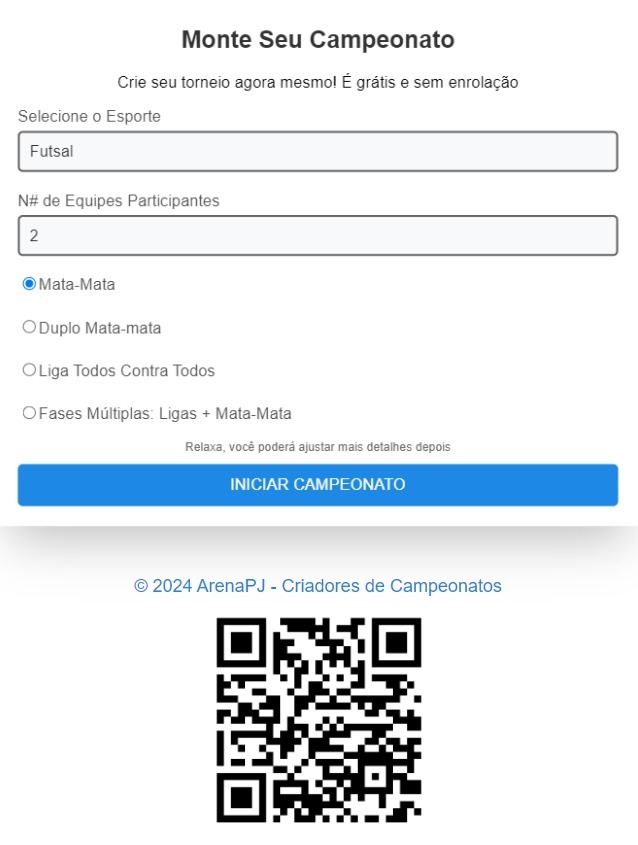 Monte Seu Campeonato
Crie seu torneio agora mesmo! É grátis e sem enrolação
Selecione o Esporte
Futsal
N# de Equipes Participantes
2
Mata-Mata
Duplo Mata-mata
Liga Todos Contra Todos
Fases Múltiplas: Ligas + Mata-Mata
Relaxa, você poderá ajustar mais detalhes depois
INICIAR CAMPEONATO
© 2024 ArenaPJ - Criadores de Campeonatos